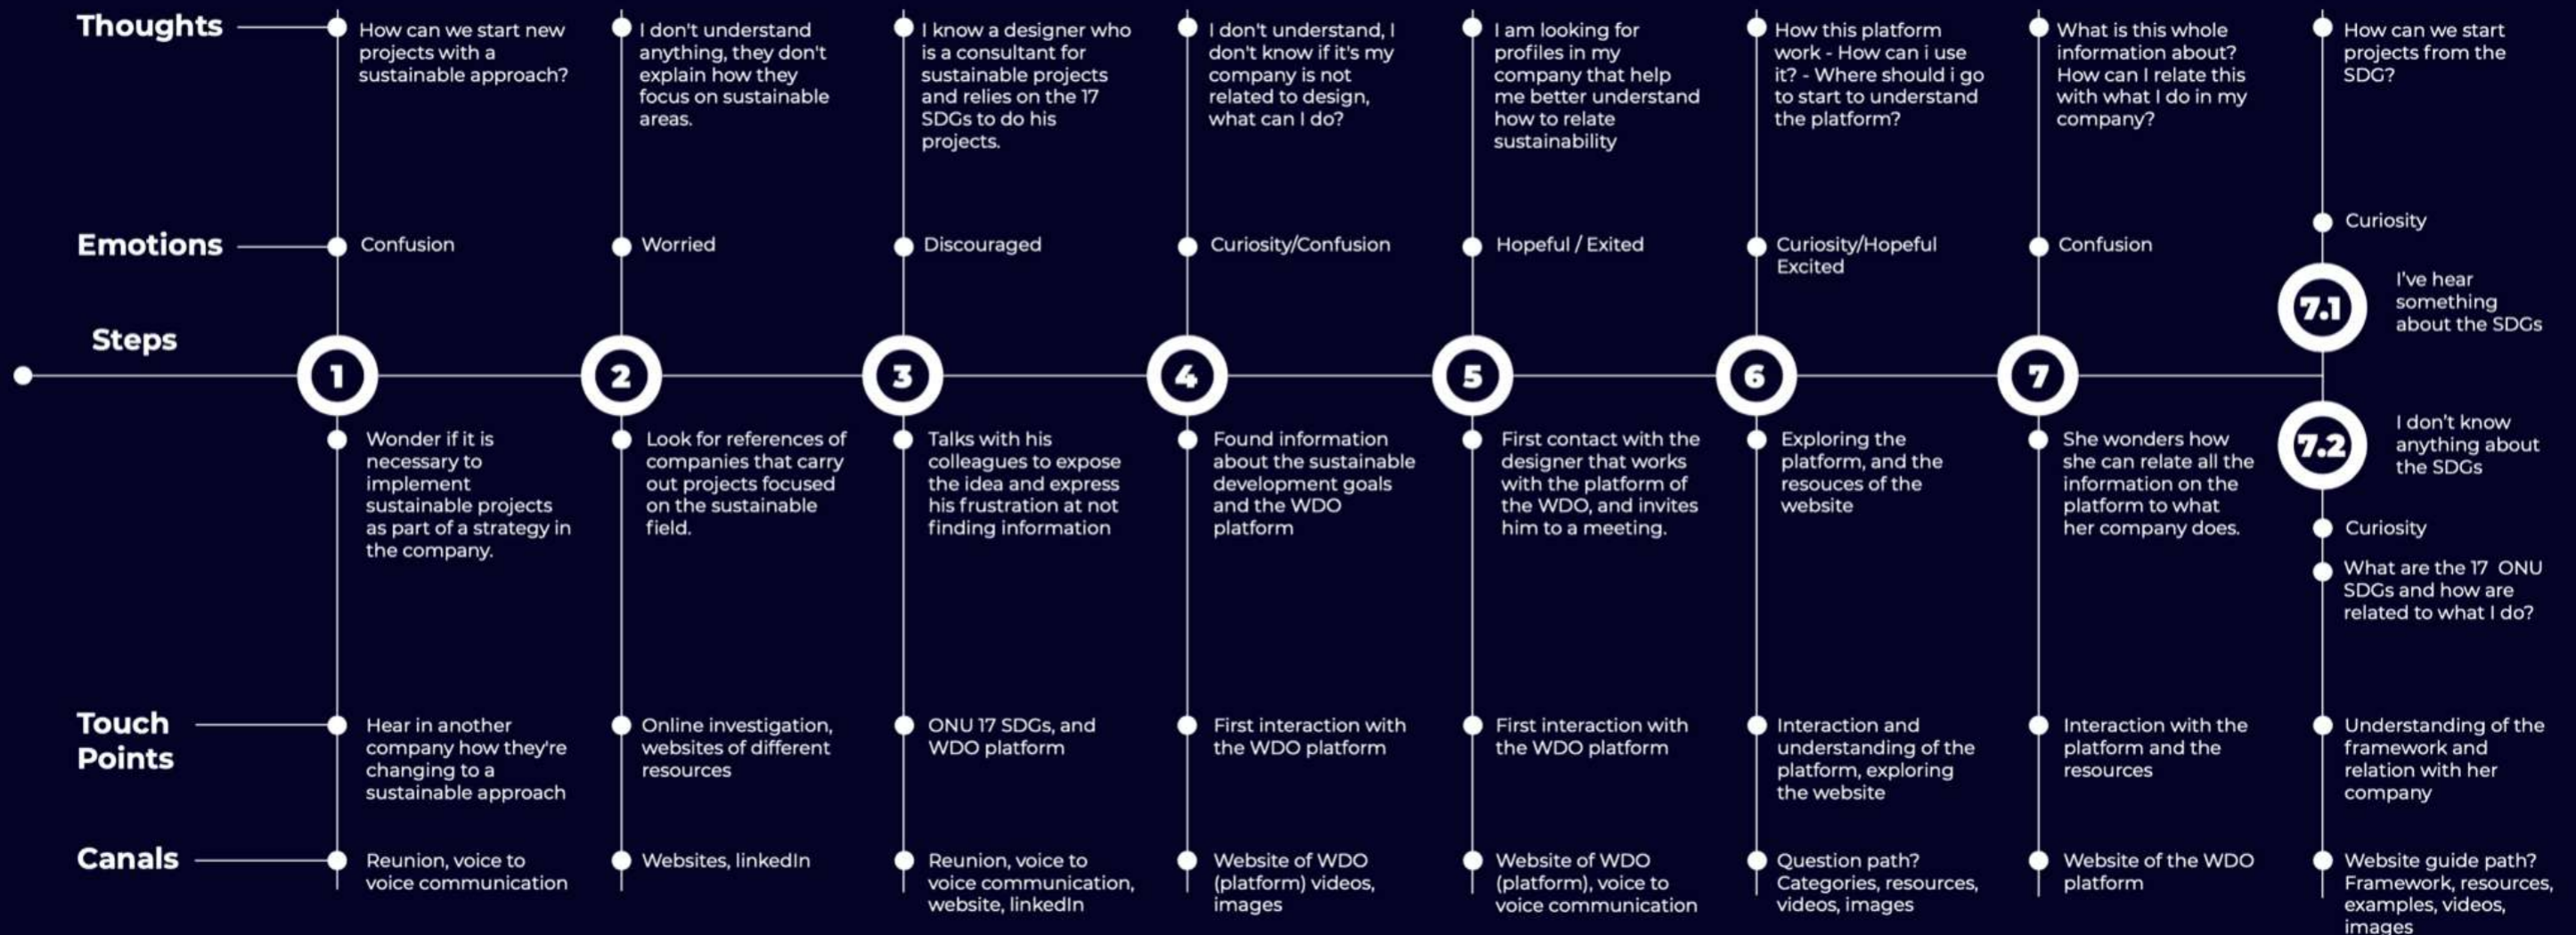 Thoughts
How can we start new
projects with a
sustainable approach?
I don't understand
anything, they don't
explain how they
focus on sustainable
areas.
I know a designer who
is a consultant for
sustainable projects
and relies on the 17
SDGs to do his
projects.
I don't understand, I
don't know if it's my
company is not
related to design,
what can I do?
I am looking for
profiles in my
company that help
me better understand
how to relate
sustainability
How this platform
work - How can i use
it? - Where should i go
to start to understand
the platform?
What is this whole
information about?
How can I relate this
with what I do in my
company?
How can we start
projects from the
SDG?
Emotions
Confusion
Worried
Discouraged
Curiosity/Confusion
Hopeful / Exited
Curiosity/Hopeful
Excited
Confusion
Curiosity
Steps
1
2
3
4
5
6
7
7.1
I've hear
something
about the SDGs
7.2
I don't know
anything about
the SDGs
Wonder if it is
necessary to
implement
sustainable projects
as part of a strategy in
the company.
Look for references of
companies that carry
out projects focused
on the sustainable
field.
Talks with his
colleagues to expose
the idea and express
his frustration at not
finding information
Found information
about the sustainable
development goals
and the WDO
platform
First contact with the
designer that works
with the platform of
the WDO, and invites
him to a meeting.
Exploring the
platform, and the
resouces of the
website
She wonders how
she can relate all the
information on the
platform to what
her company does.
Curiosity
What are the 17 ONU
SDGs and how are
related to what I do?
Touch
Points
Hear in another
company how they're
changing to a
sustainable approach
Online investigation,
websites of different
resources
ONU 17 SDGs, and
WDO platform
First interaction with
the WDO platform
First interaction with
the WDO platform
Interaction and
understanding of the
platform, exploring
the website
Interaction with the
platform and the
resources
Understanding of the
framework and
relation with her
company
Canals
Reunion, voice to
voice communication
Websites, linkedIn
Reunion, voice to
voice communication,
website, linkedIn
Website of WDO
(platform) videos,
images
Website of WDO
(platform), voice to
voice communication
Question path?
Categories, resources,
videos, images
Website of the WDO
platform
Website guide path?
Framework, resources,
examples, videos,
images